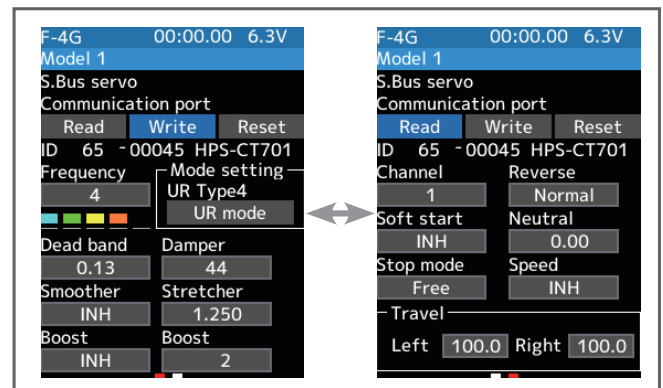 F-4G 00:00.00 6.3V
Model 1
S.Bus servo
Communication port
Read Write Reset
ID 65 -00045 HPS-CT701
Frequency Mode setting
UR Type4
4 UR mode
Dead band Damper
0.13 44
Smoother Stretcher
INH 1.250
Boost Boost
INH 2
F-4G 00:00.00 6.3V
Model 1
S.Bus servo
Communication port
Read Write Reset
ID 65 -00045 HPS-CT701
Channel Reverse
1 Normal
Soft start Neutral
INH 0.00
Stop mode Speed
Free INH
Travel
Left 100.0 Right 100.0